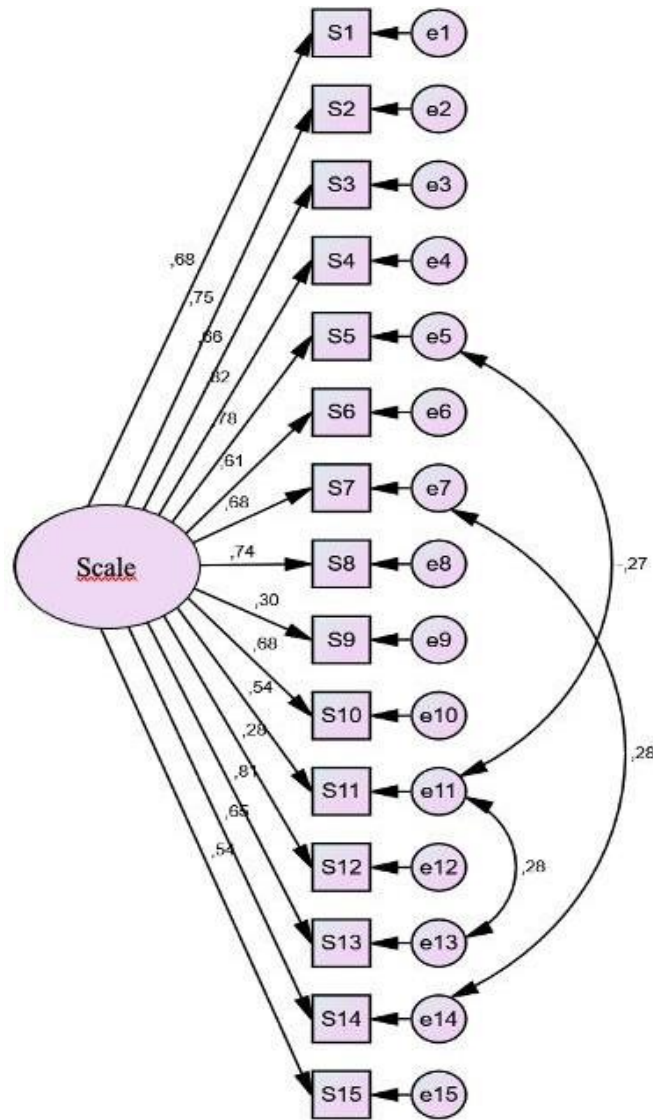 S1 e1
S2 e2
S3 e3
S4 e4
,68
,75
S5 e5
,66
,82
S6 e6
,78
,61
S7 e7
,68
Scale
,74
S8 e8
-,27
,30
S9 e9
,68
,54
S10 e10
,28
,28
,81
S11 e11
,65
,54
S12 e12
,28
S13 e13
S14 e14
S15 e15